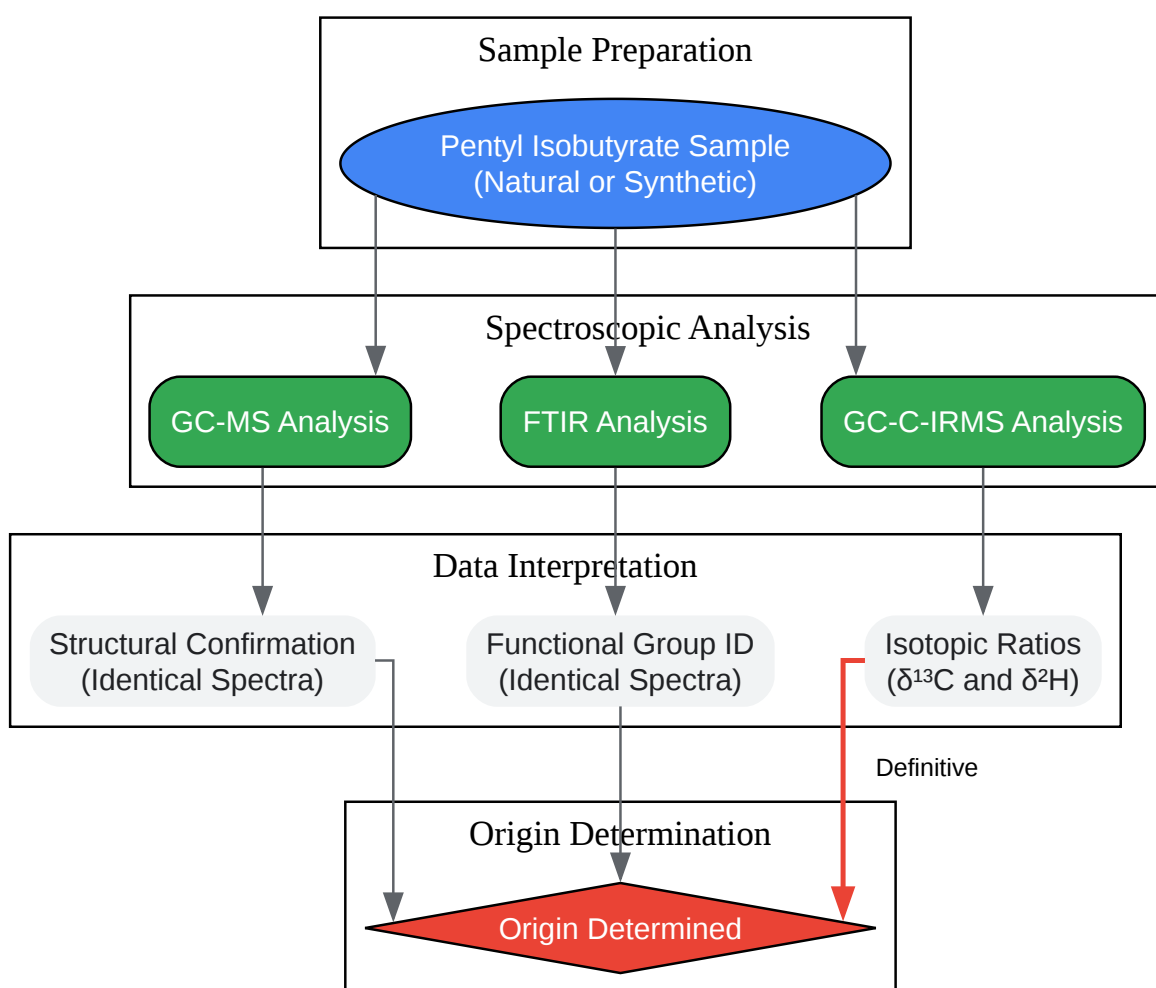 Sample Preparation
Pentyl Isobutyrate Sample
(Natural or Synthetic)
Spectroscopic Analysis
GC-MS Analysis
FTIR Analysis
GC-C-IRMS Analysis
Data Interpretation
Structural Confirmation
(Identical Spectra)
Functional Group ID
(Identical Spectra)
Isotopic Ratios
(δ¹³C and δ²H)
Definitive
Origin Determination
Origin Determined